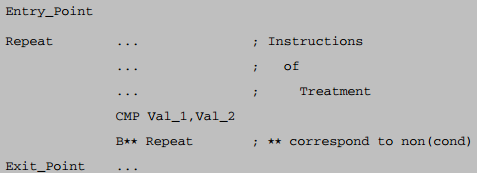 Entry_Point
Repeat ... ; Instructions
... ; of
... ; Treatment
CMP Val_1,Val_2
B** Repeat ; ** correspond to non(cond)
Exit_Point ...